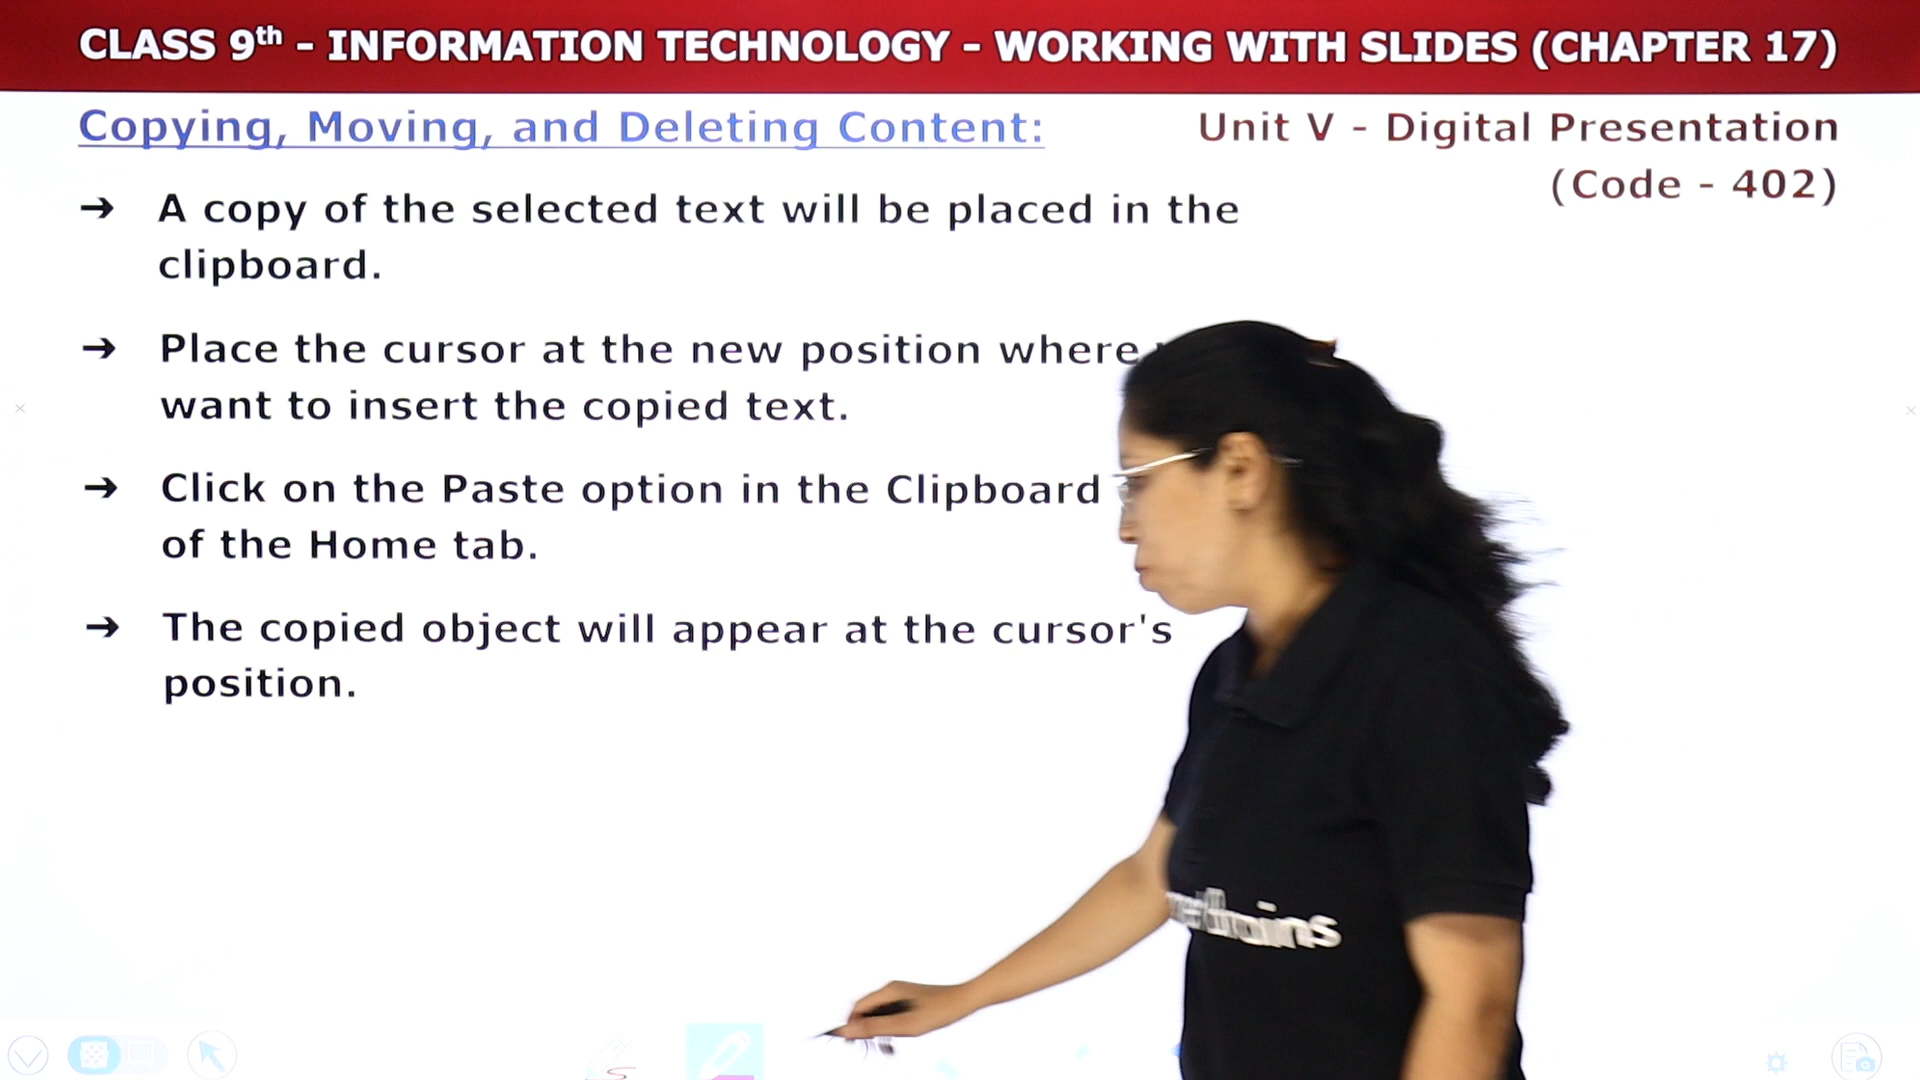 CLASS 9th - INFORMATION TECHNOLOGY - WORKING WITH SLIDES (CHAPTER 17)
Copying, Moving, and Deleting Content:
Unit V - Digital Presentation
(Code - 402)
➔ A copy of the selected text will be placed in the
clipboard.
➔ Place the cursor at the new position where
want to insert the copied text.
➔ Click on the Paste option in the Clipboard
of the Home tab.
➔ The copied object will appear at the cursor's
position.